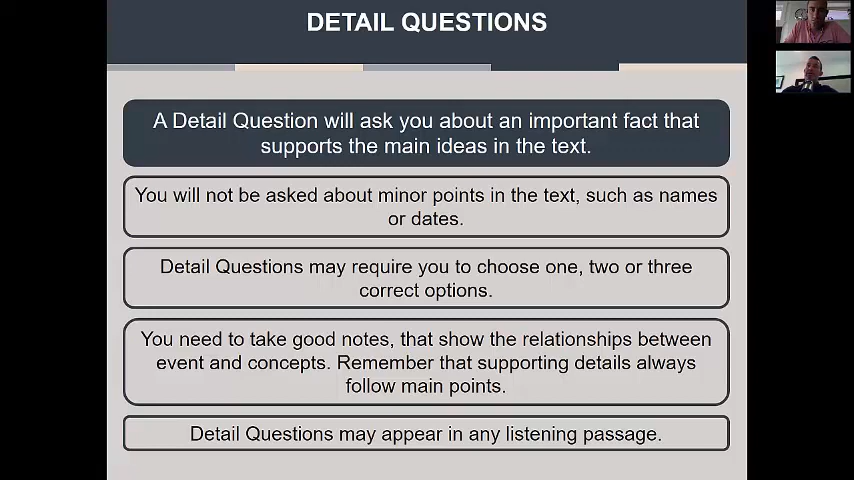 DETAIL QUESTIONS
A Detail Question will ask you about an important fact that
supports the main ideas in the text.
You will not be asked about minor points in the text, such as names
or dates.
Detail Questions may require you to choose one, two or three
correct options.
You need to take good notes, that show the relationships between
event and concepts. Remember that supporting details always
follow main points.
Detail Questions may appear in any listening passage.